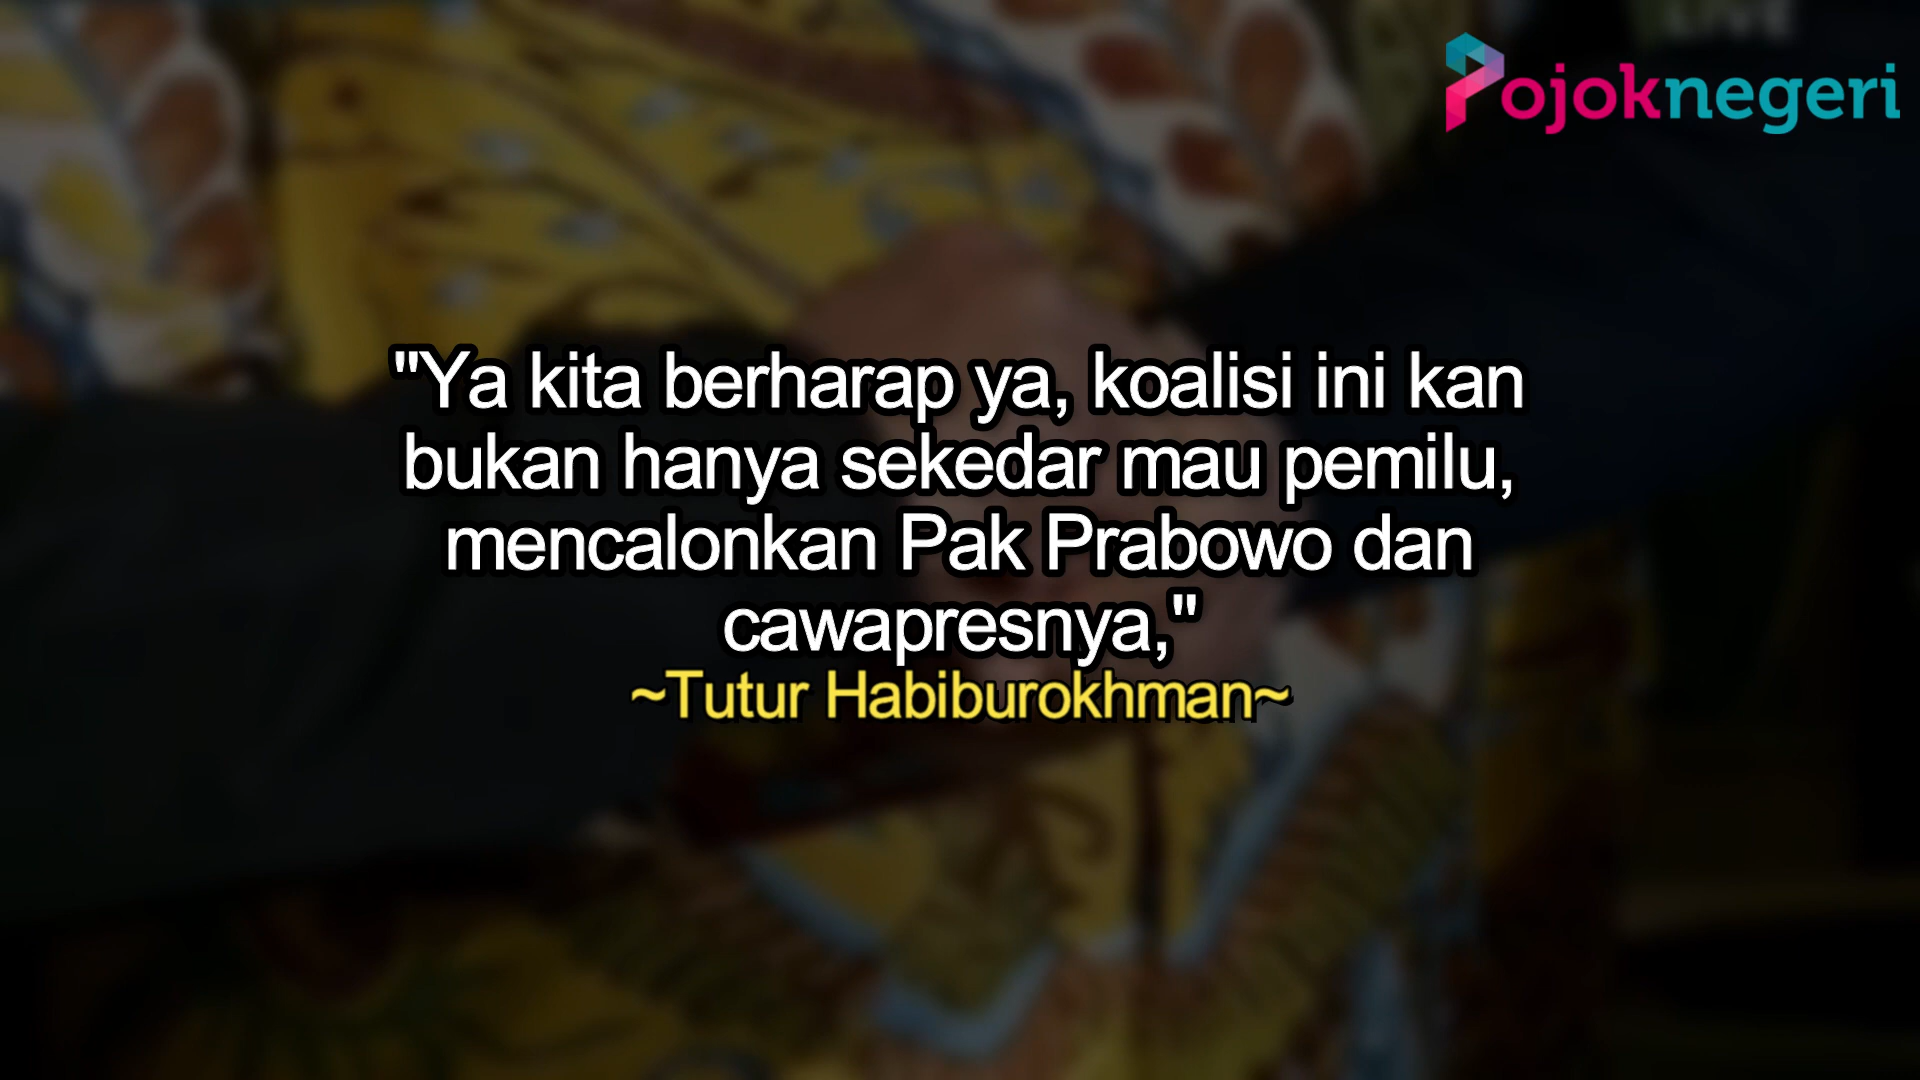 LIVE
Pojoknegeri
"Ya kita berharap ya, koalisi ini kan
bukan hanya sekedar mau pemilu,
mencalonkan Pak Prabowo dan
cawapresnya,"
~Tutur Habiburokhman~